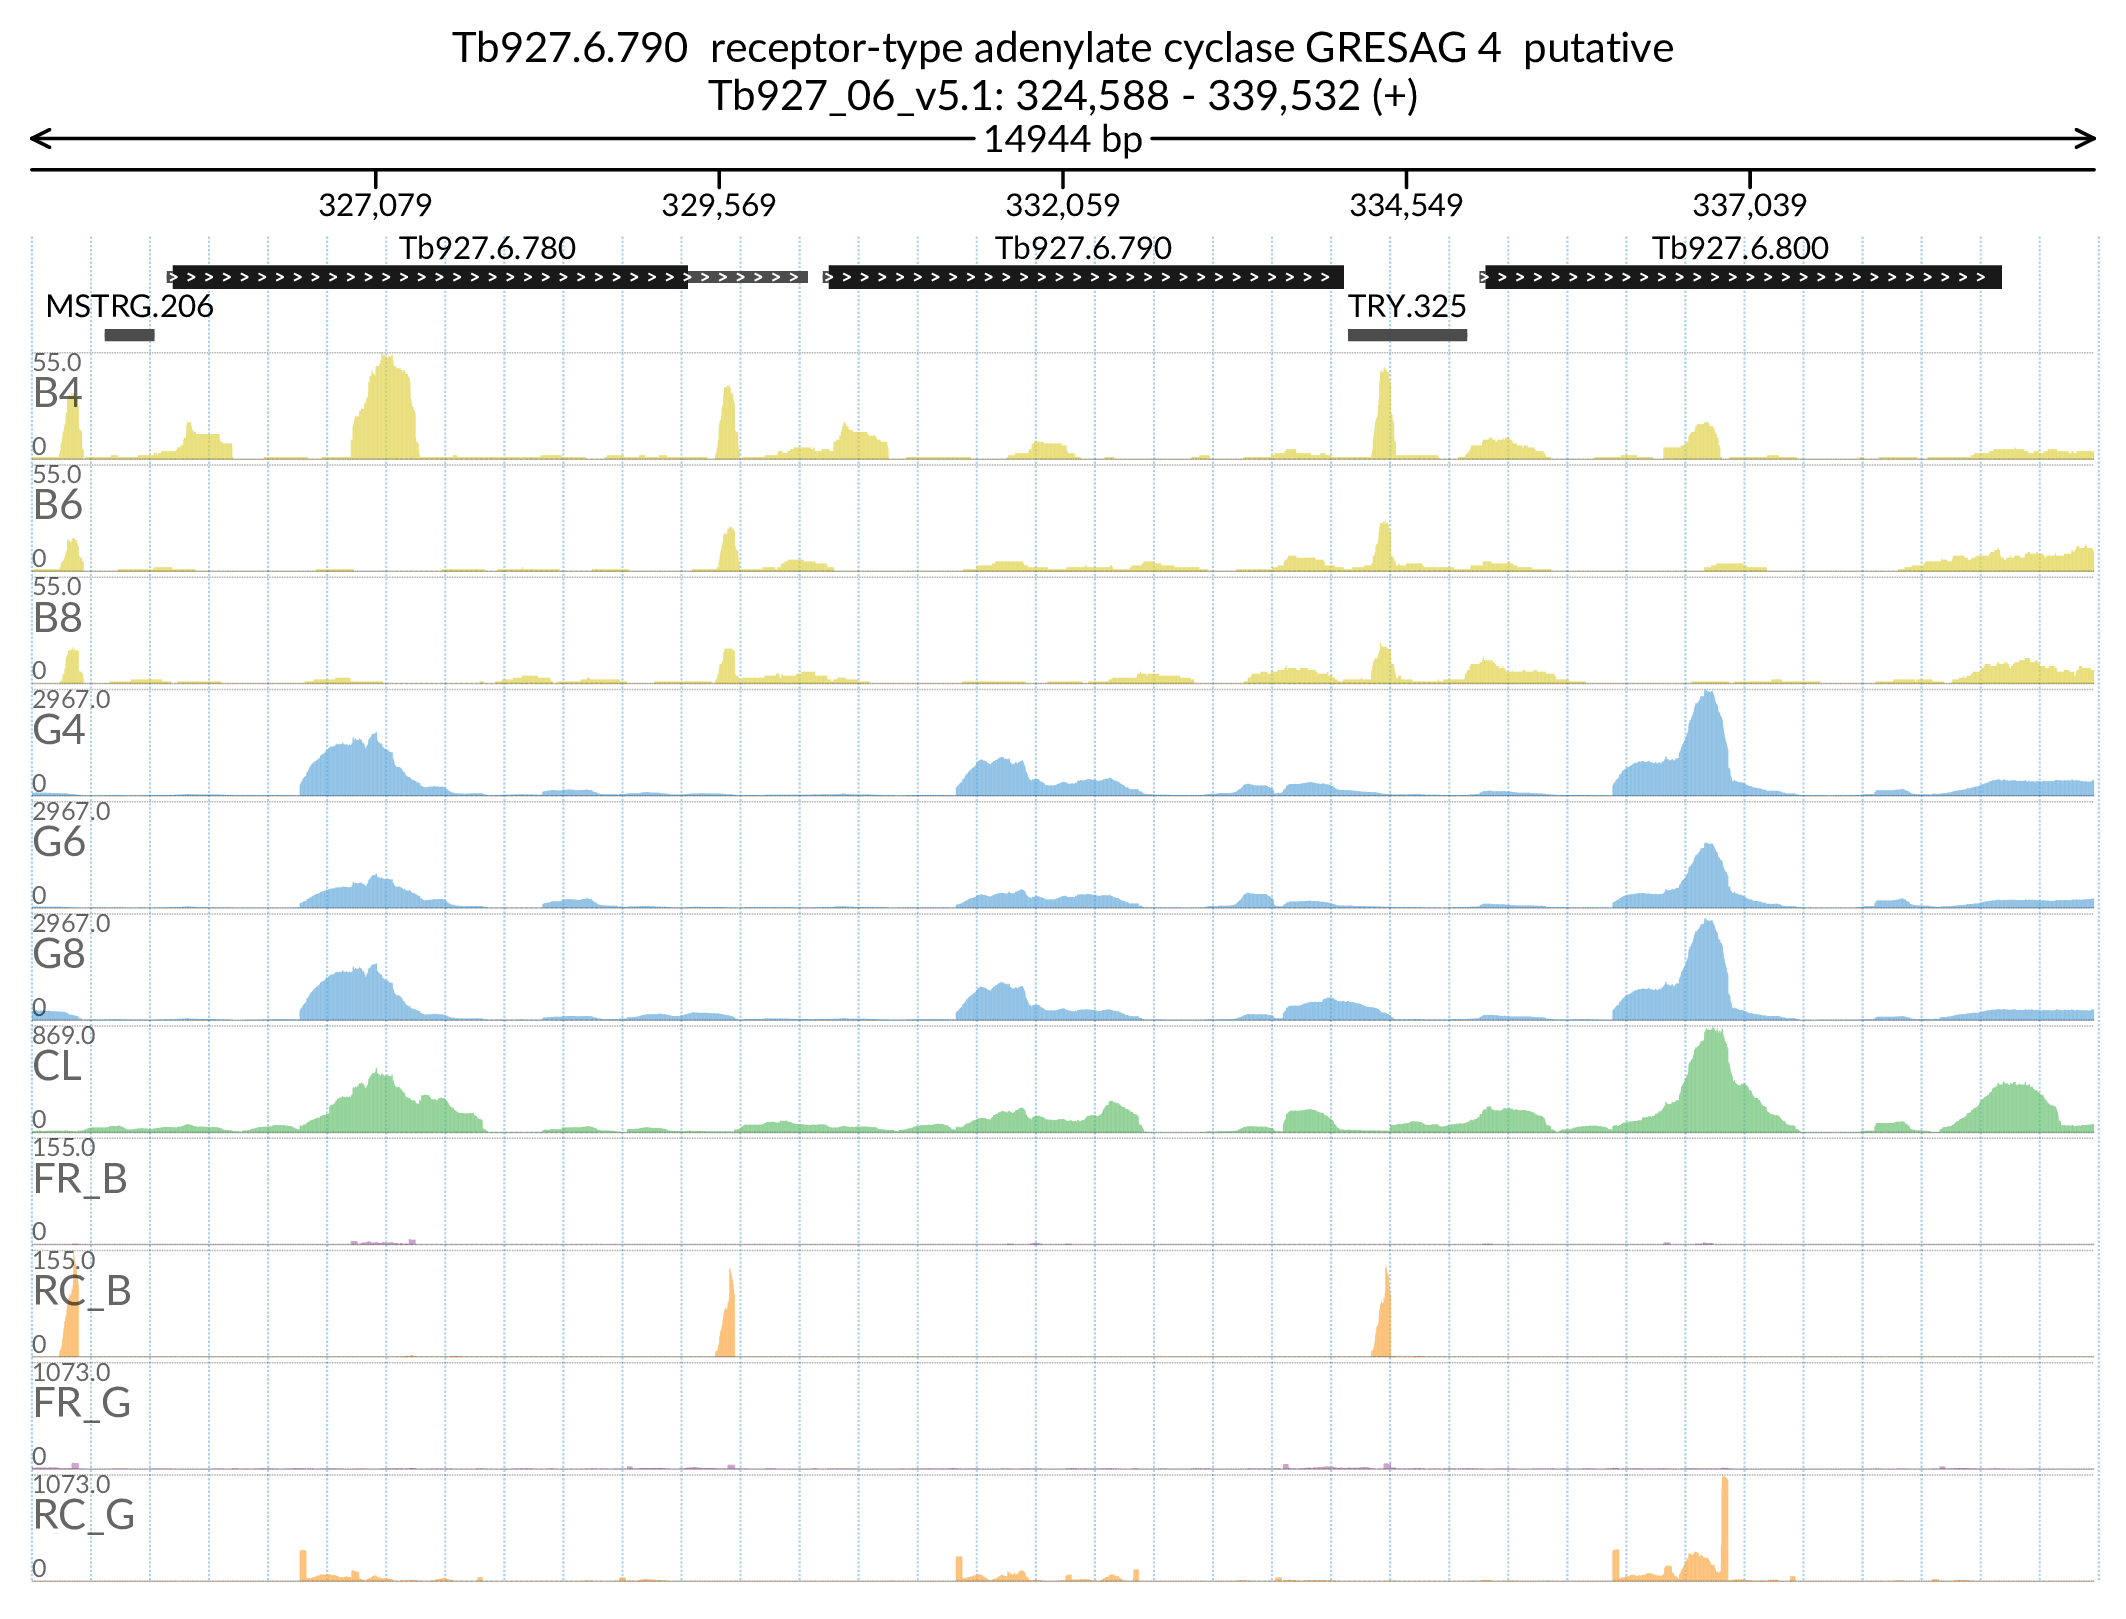 Tb927.6.790 receptor-type adenylate cyclase GRESAG 4 putative
Tb927_06_v5.1: 324,588 - 339,532 (+)
14944 bp
327,079 329,569 332,059 334,549 337,039
Tb927.6.780 Tb927.6.790 Tb927.6.800
MSTRG.206 TRY.325
55.0
B4
0
55.0
B6
0
55.0
B8
0
2967.0
G4
0
2967.0
G6
0
2967.0
G8
0
869.0
CL
0
155.0
FR_B
0
155.0
RC_B
0
1073.0
FR_G
0
1073.0
RC_G
0